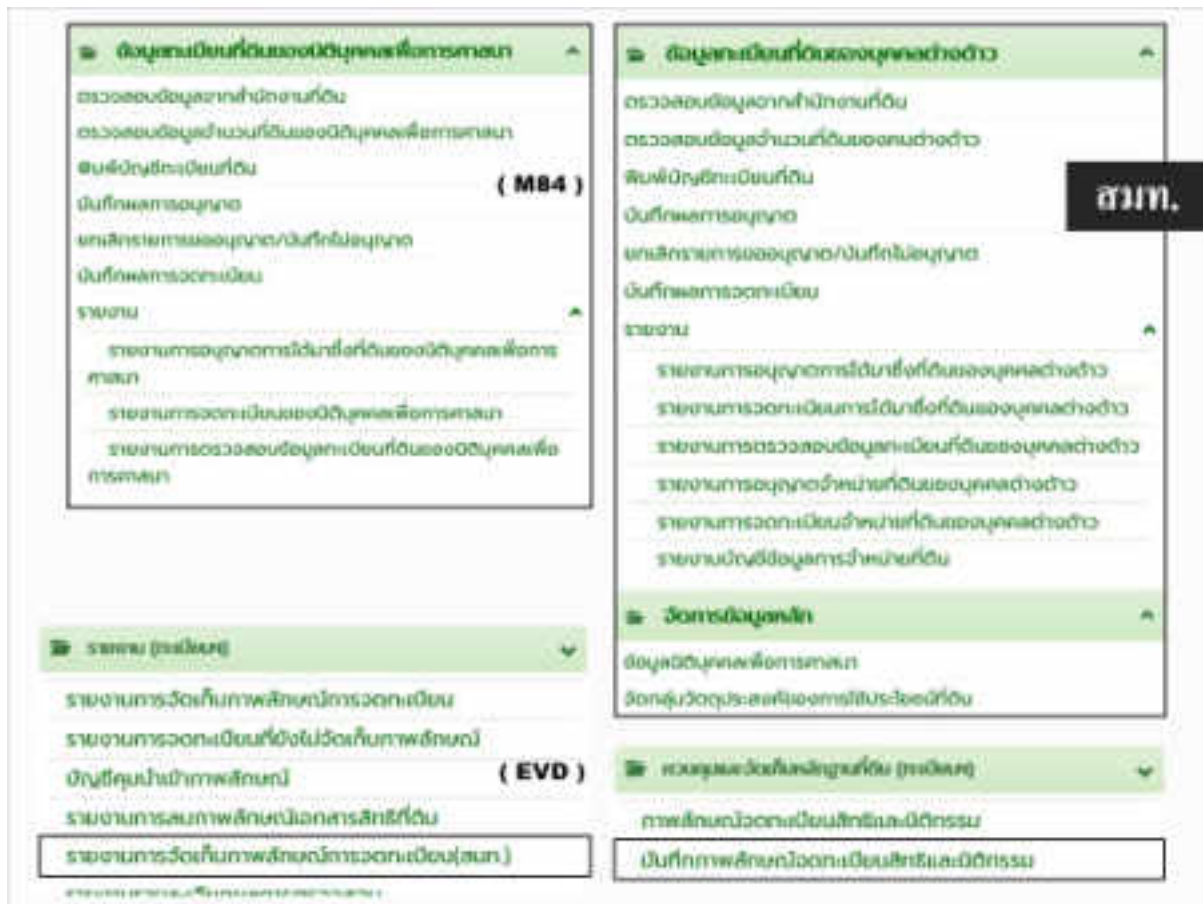 ข้อมูลทะเบียนที่ดินของนิติบุคคลเพื่อการศาสนา
ตรวจสอบข้อมูลจากสำนักงานที่ดิน
ตรวจสอบข้อมูลจำนวนที่ดินของนิติบุคคลเพื่อการศาสนา
พิมพ์บัญชีทะเบียนที่ดิน
( M84 )
บันทึกผลการอนุญาต
ยกเลิกรายการขออนุญาต/บันทึกไม่อนุญาต
บันทึกผลการจดทะเบียน
รายงาน
รายงานการอนุญาตการได้มาซึ่งที่ดินของนิติบุคคลเพื่อการ
ศาสนา
รายงานการจดทะเบียนของนิติบุคคลเพื่อการศาสนา
รายงานการตรวจสอบข้อมูลทะเบียนที่ดินของนิติบุคคลเพื่อ
การศาสนา
ข้อมูลทะเบียนที่ดินของบุคคลต่างด้าว
ตรวจสอบข้อมูลจากสำนักงานที่ดิน
ตรวจสอบข้อมูลจำนวนที่ดินของคนต่างด้าว
พิมพ์บัญชีทะเบียนที่ดิน
สมท.
บันทึกผลการอนุญาต
ยกเลิกรายการขออนุญาต/บันทึกไม่อนุญาต
บันทึกผลการจดทะเบียน
รายงาน
รายงานการอนุญาตการได้มาซึ่งที่ดินของบุคคลต่างด้าว
รายงานการจดทะเบียนการได้มาซึ่งที่ดินของบุคคลต่างด้าว
รายงานการตรวจสอบข้อมูลทะเบียนที่ดินของบุคคลต่างด้าว
รายงานการอนุญาตจำหน่ายที่ดินของบุคคลต่างด้าว
รายงานการจดทะเบียนจำหน่ายที่ดินของบุคคลต่างด้าว
รายงานบัญชีข้อมูลการจำหน่ายที่ดิน
จัดการข้อมูลหลัก
ข้อมูลนิติบุคคลเพื่อการศาสนา
จัดกลุ่มวัตถุประสงค์ของการใช้ประโยชน์ที่ดิน
รายงาน (ทะเบียนฯ)
รายงานการจัดเก็บภาพลักษณ์การจดทะเบียน
รายงานการจดทะเบียนที่ยังไม่จัดเก็บภาพลักษณ์
บัญชีคุมนำเข้าภาพลักษณ์
( EVD )
รายงานการลบภาพลักษณ์เอกสารสิทธิที่ดิน
รายงานการจัดเก็บภาพลักษณ์การจดทะเบียน(สมท.)
ควบคุมและจัดเก็บหลักฐานที่ดิน (ทะเบียนฯ)
ภาพลักษณ์จดทะเบียนสิทธิและนิติกรรม
บันทึกภาพลักษณ์จดทะเบียนสิทธิและนิติกรรม